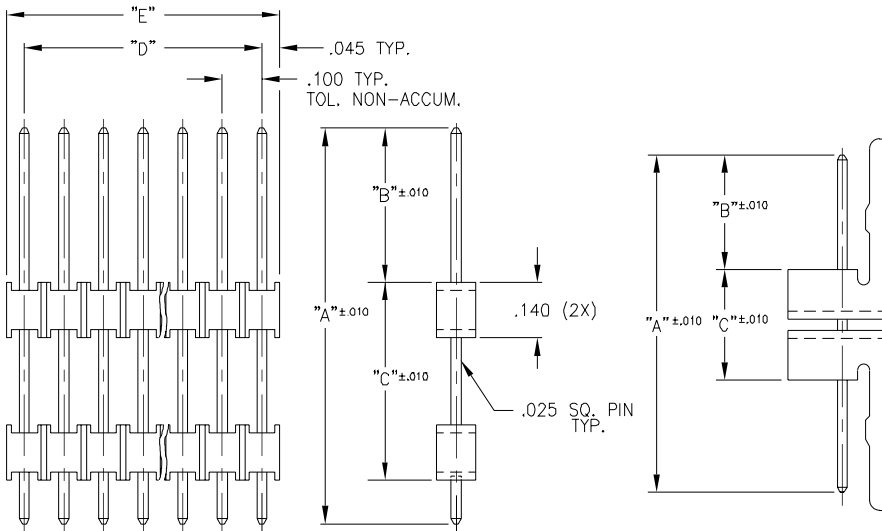 "E"
"D"
.045 TYP.
.100 TYP.
TOL. NON-ACCUM.
"B"±.010
"A"±.010
"C"±.010
.140 (2X)
.025 SQ. PIN
TYP.
"B"±.010
"A"±.010
"C"±.010